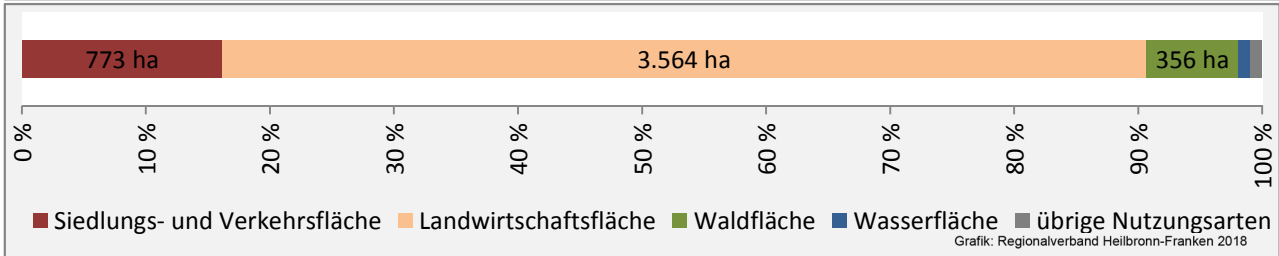 773 ha 3.564 ha 356 ha
0 % 10 % 20 % 30 % 40 % 50 % 60 % 70 % 80 % 90 % 100 %
Siedlungs- und Verkehrsfläche Landwirtschaftsfläche Waldfläche Wasserfläche übrige Nutzungsarten
Grafik: Regionalverband Heilbronn-Franken 2018